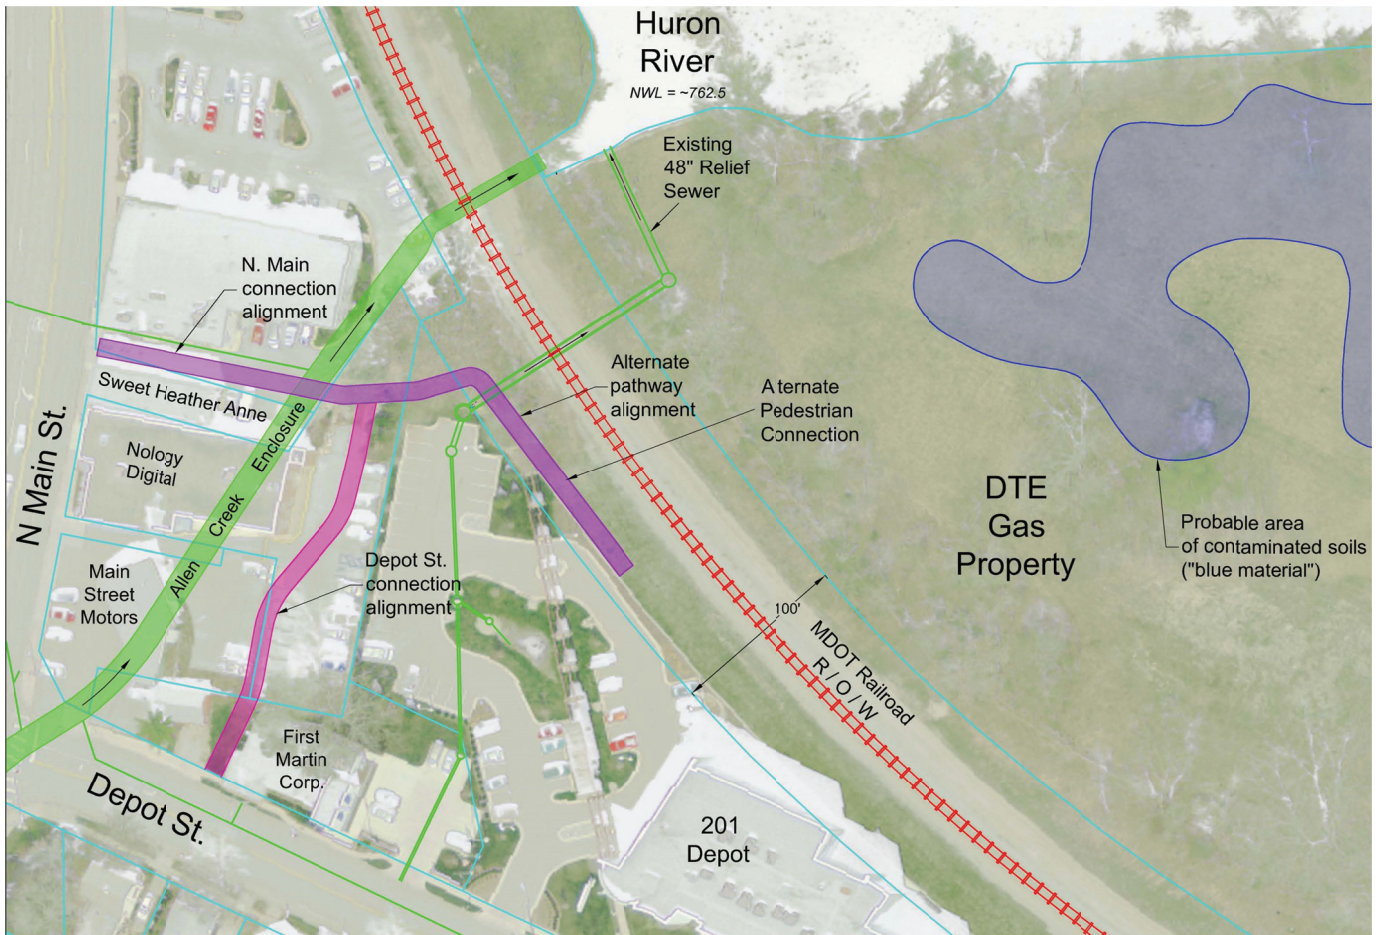 Huron
River
NWL = ~762.5
Existing
48" Relief
Sewer
N. Main
connection
alignment
Alternate
pathway
alignment
A ternate
Pedestrian
Connection
Sweet Heather Anne
N Main St.
Nology
Digital
Allen Creek Enclosure
DTE
Gas
Property
Probable area
of contaminated soils
("blue material")
Main
Street
Motors
Depot St.
connection
alignment
100'
MDOT Railroad
R / O / W
First
Martin
Corp.
Depot St.
201
Depot